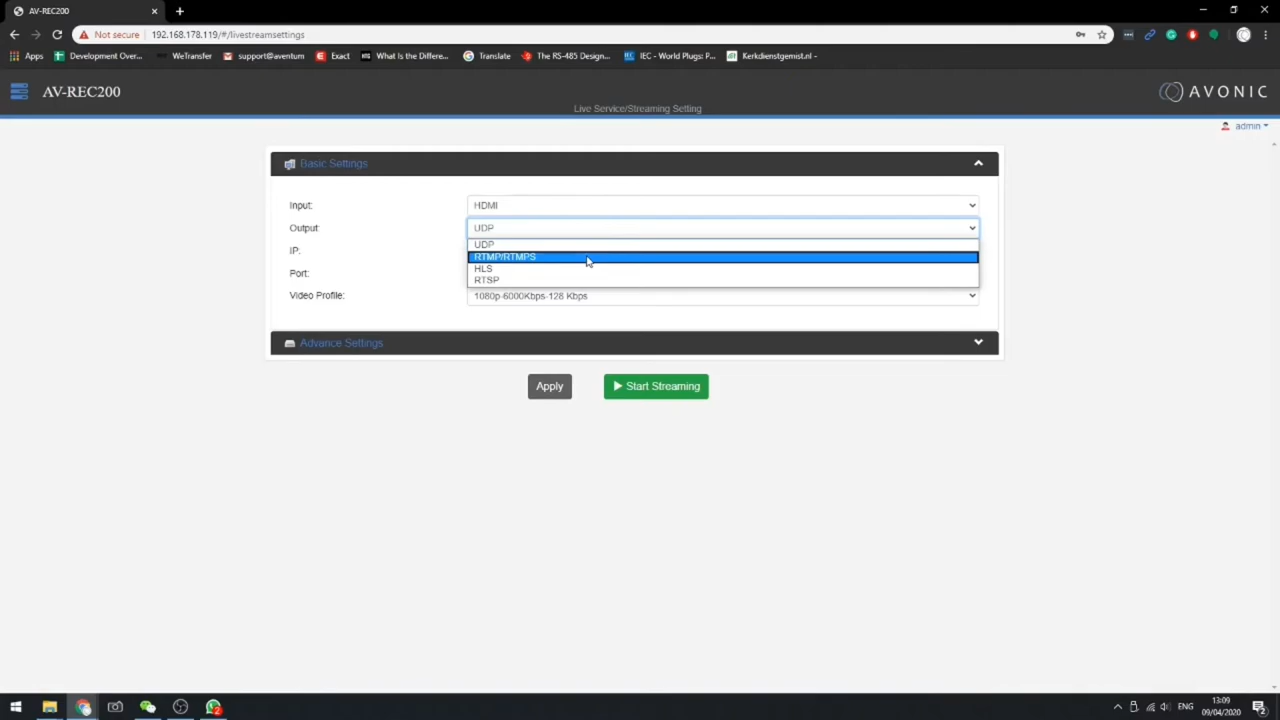 AV-REC200
Not secure
192.168.178.119/#/livestreamsettings
Apps
Development Over...
WeTransfer
support@aventum
Exact
What Is the Differe...
Translate
The RS-485 Design...
IEC - World Plugs: P...
Kerkdienstgemist.nl -
AV-REC200
AVONIC
Live Service/Streaming Setting
admin
Basic Settings
Input:
HDMI
Output:
UDP
UDP
IP:
RTMP/RTMPS
HLS
Port:
RTSP
Video Profile:
1080p-6000Kbps-128 Kbps
Advance Settings
Apply
Start Streaming
ENG
13:09
09/04/2020
2